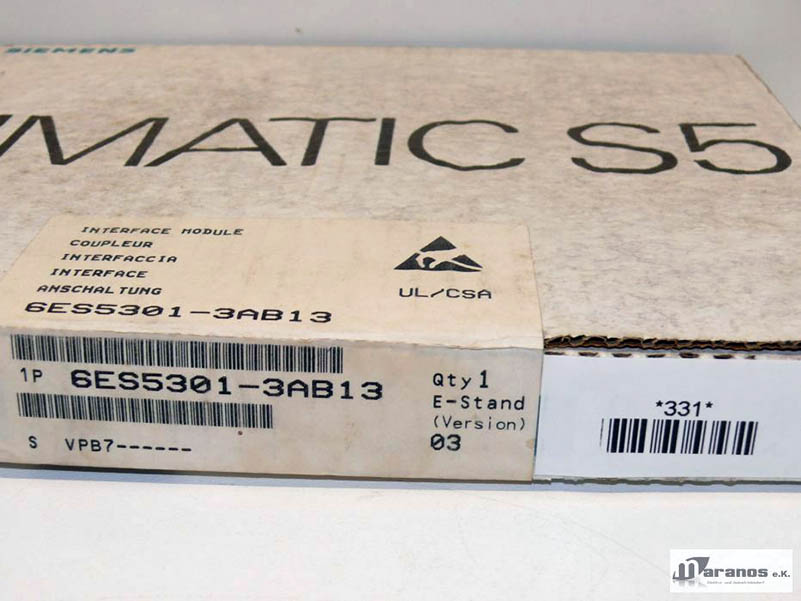 SIEMENS
MATIC S5
INTERFACE MODULE
COUPLEUR
INTERFACCIA
INTERFACE
ANSCHALTUNG
6ES5301-3AB13
UL/CSA
1P 6ES5301-3AB13
S VPB7------
Qty 1
E-Stand
(Version)
03
*331*
Maranos e.K.